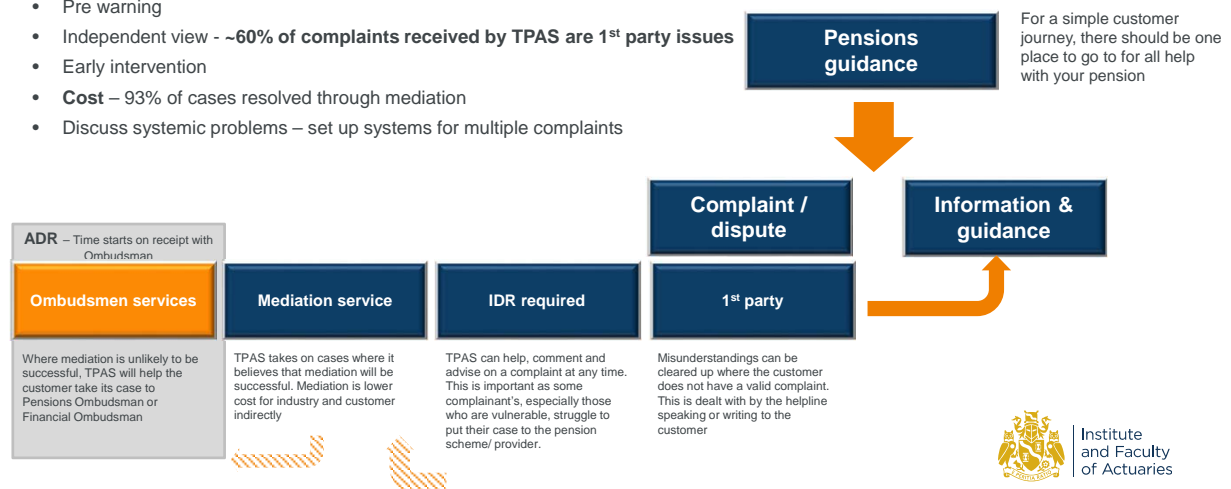 • Pre warning
• Independent view - ~60% of complaints received by TPAS are 1st party issues
• Early intervention
• Cost – 93% of cases resolved through mediation
• Discuss systemic problems – set up systems for multiple complaints
Pensions
guidance
For a simple customer
journey, there should be one
place to go to for all help
with your pension
Complaint /
dispute
Information &
guidance
ADR – Time starts on receipt with
Ombudsman
Ombudsmen services
Mediation service
IDR required
1st party
Where mediation is unlikely to be
successful, TPAS will help the
customer take its case to
Pensions Ombudsman or
Financial Ombudsman
TPAS takes on cases where it
believes that mediation will be
successful. Mediation is lower
cost for industry and customer
indirectly
TPAS can help, comment and
advise on a complaint at any time.
This is important as some
complainant's, especially those
who are vulnerable, struggle to
put their case to the pension
scheme/ provider.
Misunderstandings can be
cleared up where the customer
does not have a valid complaint.
This is dealt with by the helpline
speaking or writing to the
customer
Institute
and Faculty
of Actuaries